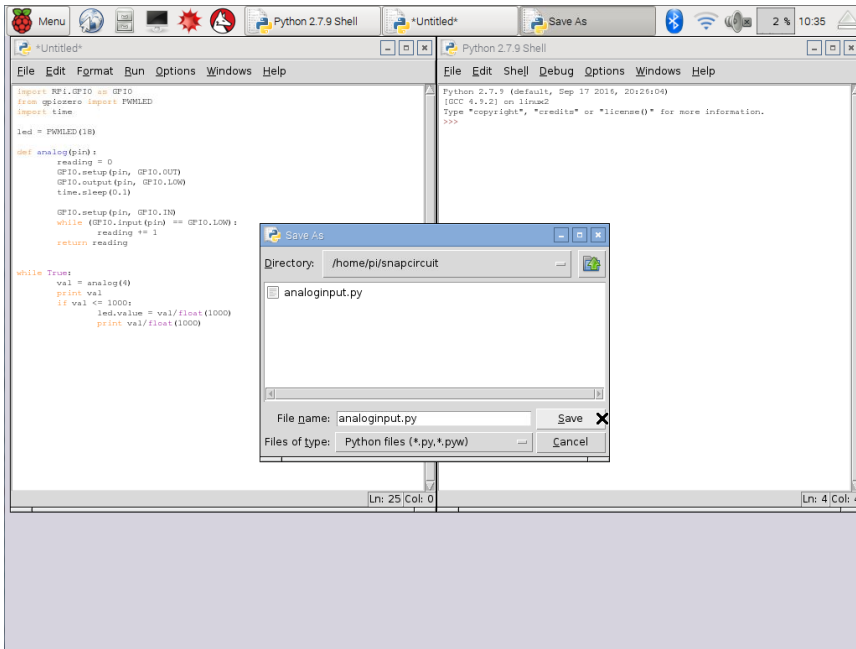 Menu
Python 2.7.9 Shell
*Untitled*
Save As
2 %
10:35
*Untitled*
File Edit Format Run Options Windows Help
import RPi.GPIO as GPIO
from gpiozero import PWMLED
import time
led = PWMLED(18)
def analog(pin):
reading = 0
GPIO.setup(pin, GPIO.OUT)
GPIO.output(pin, GPIO.LOW)
time.sleep(0.1)
GPIO.setup(pin, GPIO.IN)
while (GPIO.input(pin) == GPIO.LOW):
reading += 1
return reading
while True:
val = analog(4)
print val
if val <= 1000:
led.value = val/float(1000)
print val/float(1000)
Ln: 25 Col: 0
Python 2.7.9 Shell
File Edit Shell Debug Options Windows Help
Python 2.7.9 (default, Sep 17 2016, 20:26:04)
[GCC 4.9.2] on linux2
Type "copyright", "credits" or "license()" for more information.
>>>
Ln: 4 Col:
Save As
Directory: /home/pi/snapcircuit
analoginput.py
File name: analoginput.py Save
Files of type: Python files (*.py,*.pyw) Cancel